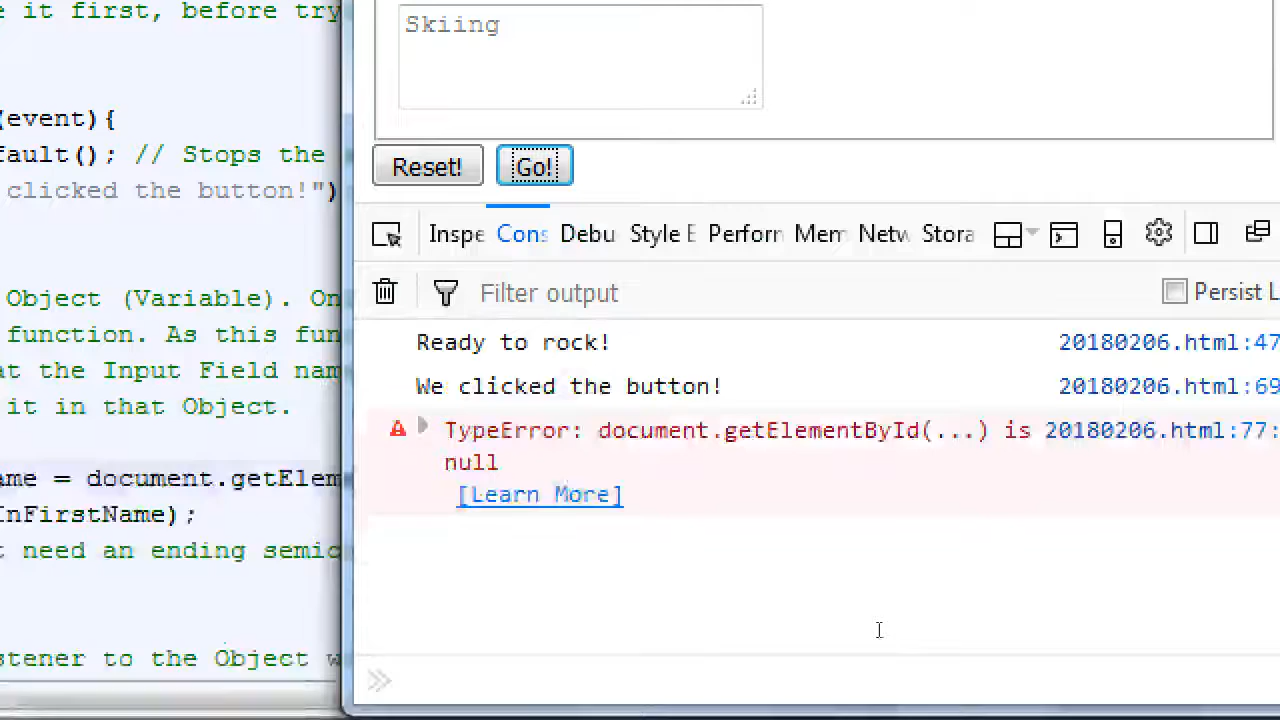 e it first, before try
(event){
fault(); // Stops the
clicked the button!")
Object (Variable). On
function. As this fun
at the Input Field nam
it in that Object.
ame = document.getElem
InFirstName);
t need an ending semic
stener to the Object w
Skiing
Reset! Go!
Inspe Cons Debu Style E Perforn Mem Netw Stora
Filter output Persist L
Ready to rock! 20180206.html:47
We clicked the button! 20180206.html:69
TypeError: document.getElementById(...) is 20180206.html:77:
null
[Learn More]